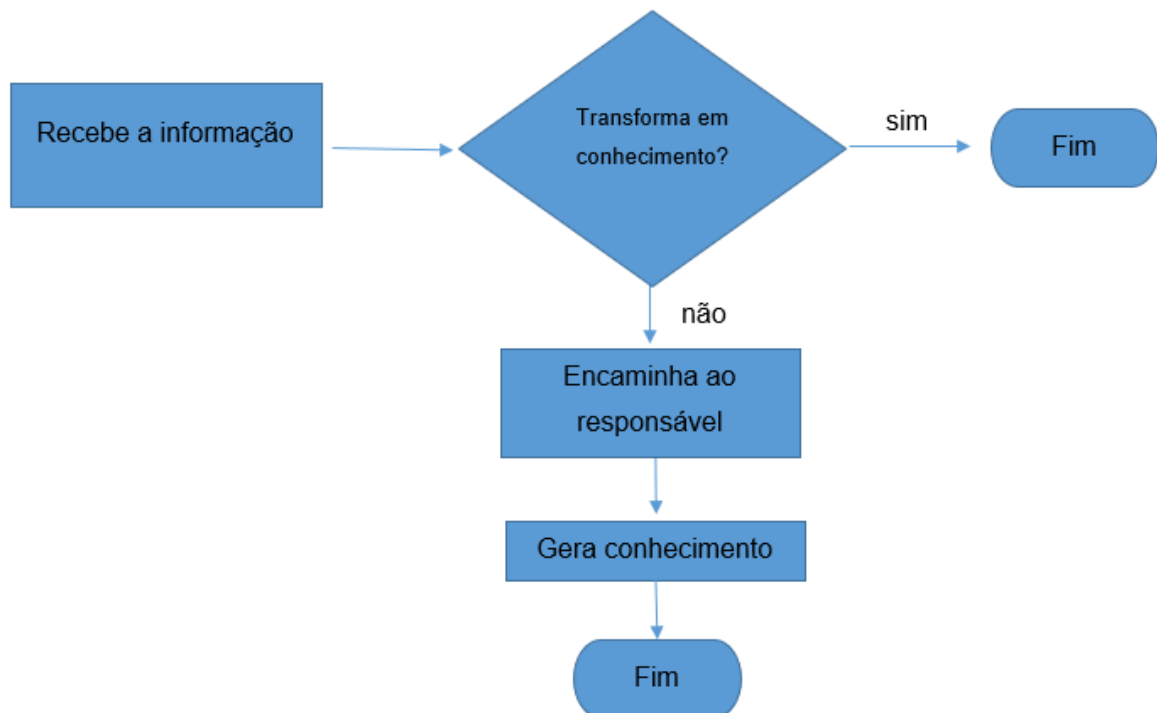 Recebe a informação
Transforma em
conhecimento?
sim
Fim
não
Encaminha ao
responsável
Gera conhecimento
Fim